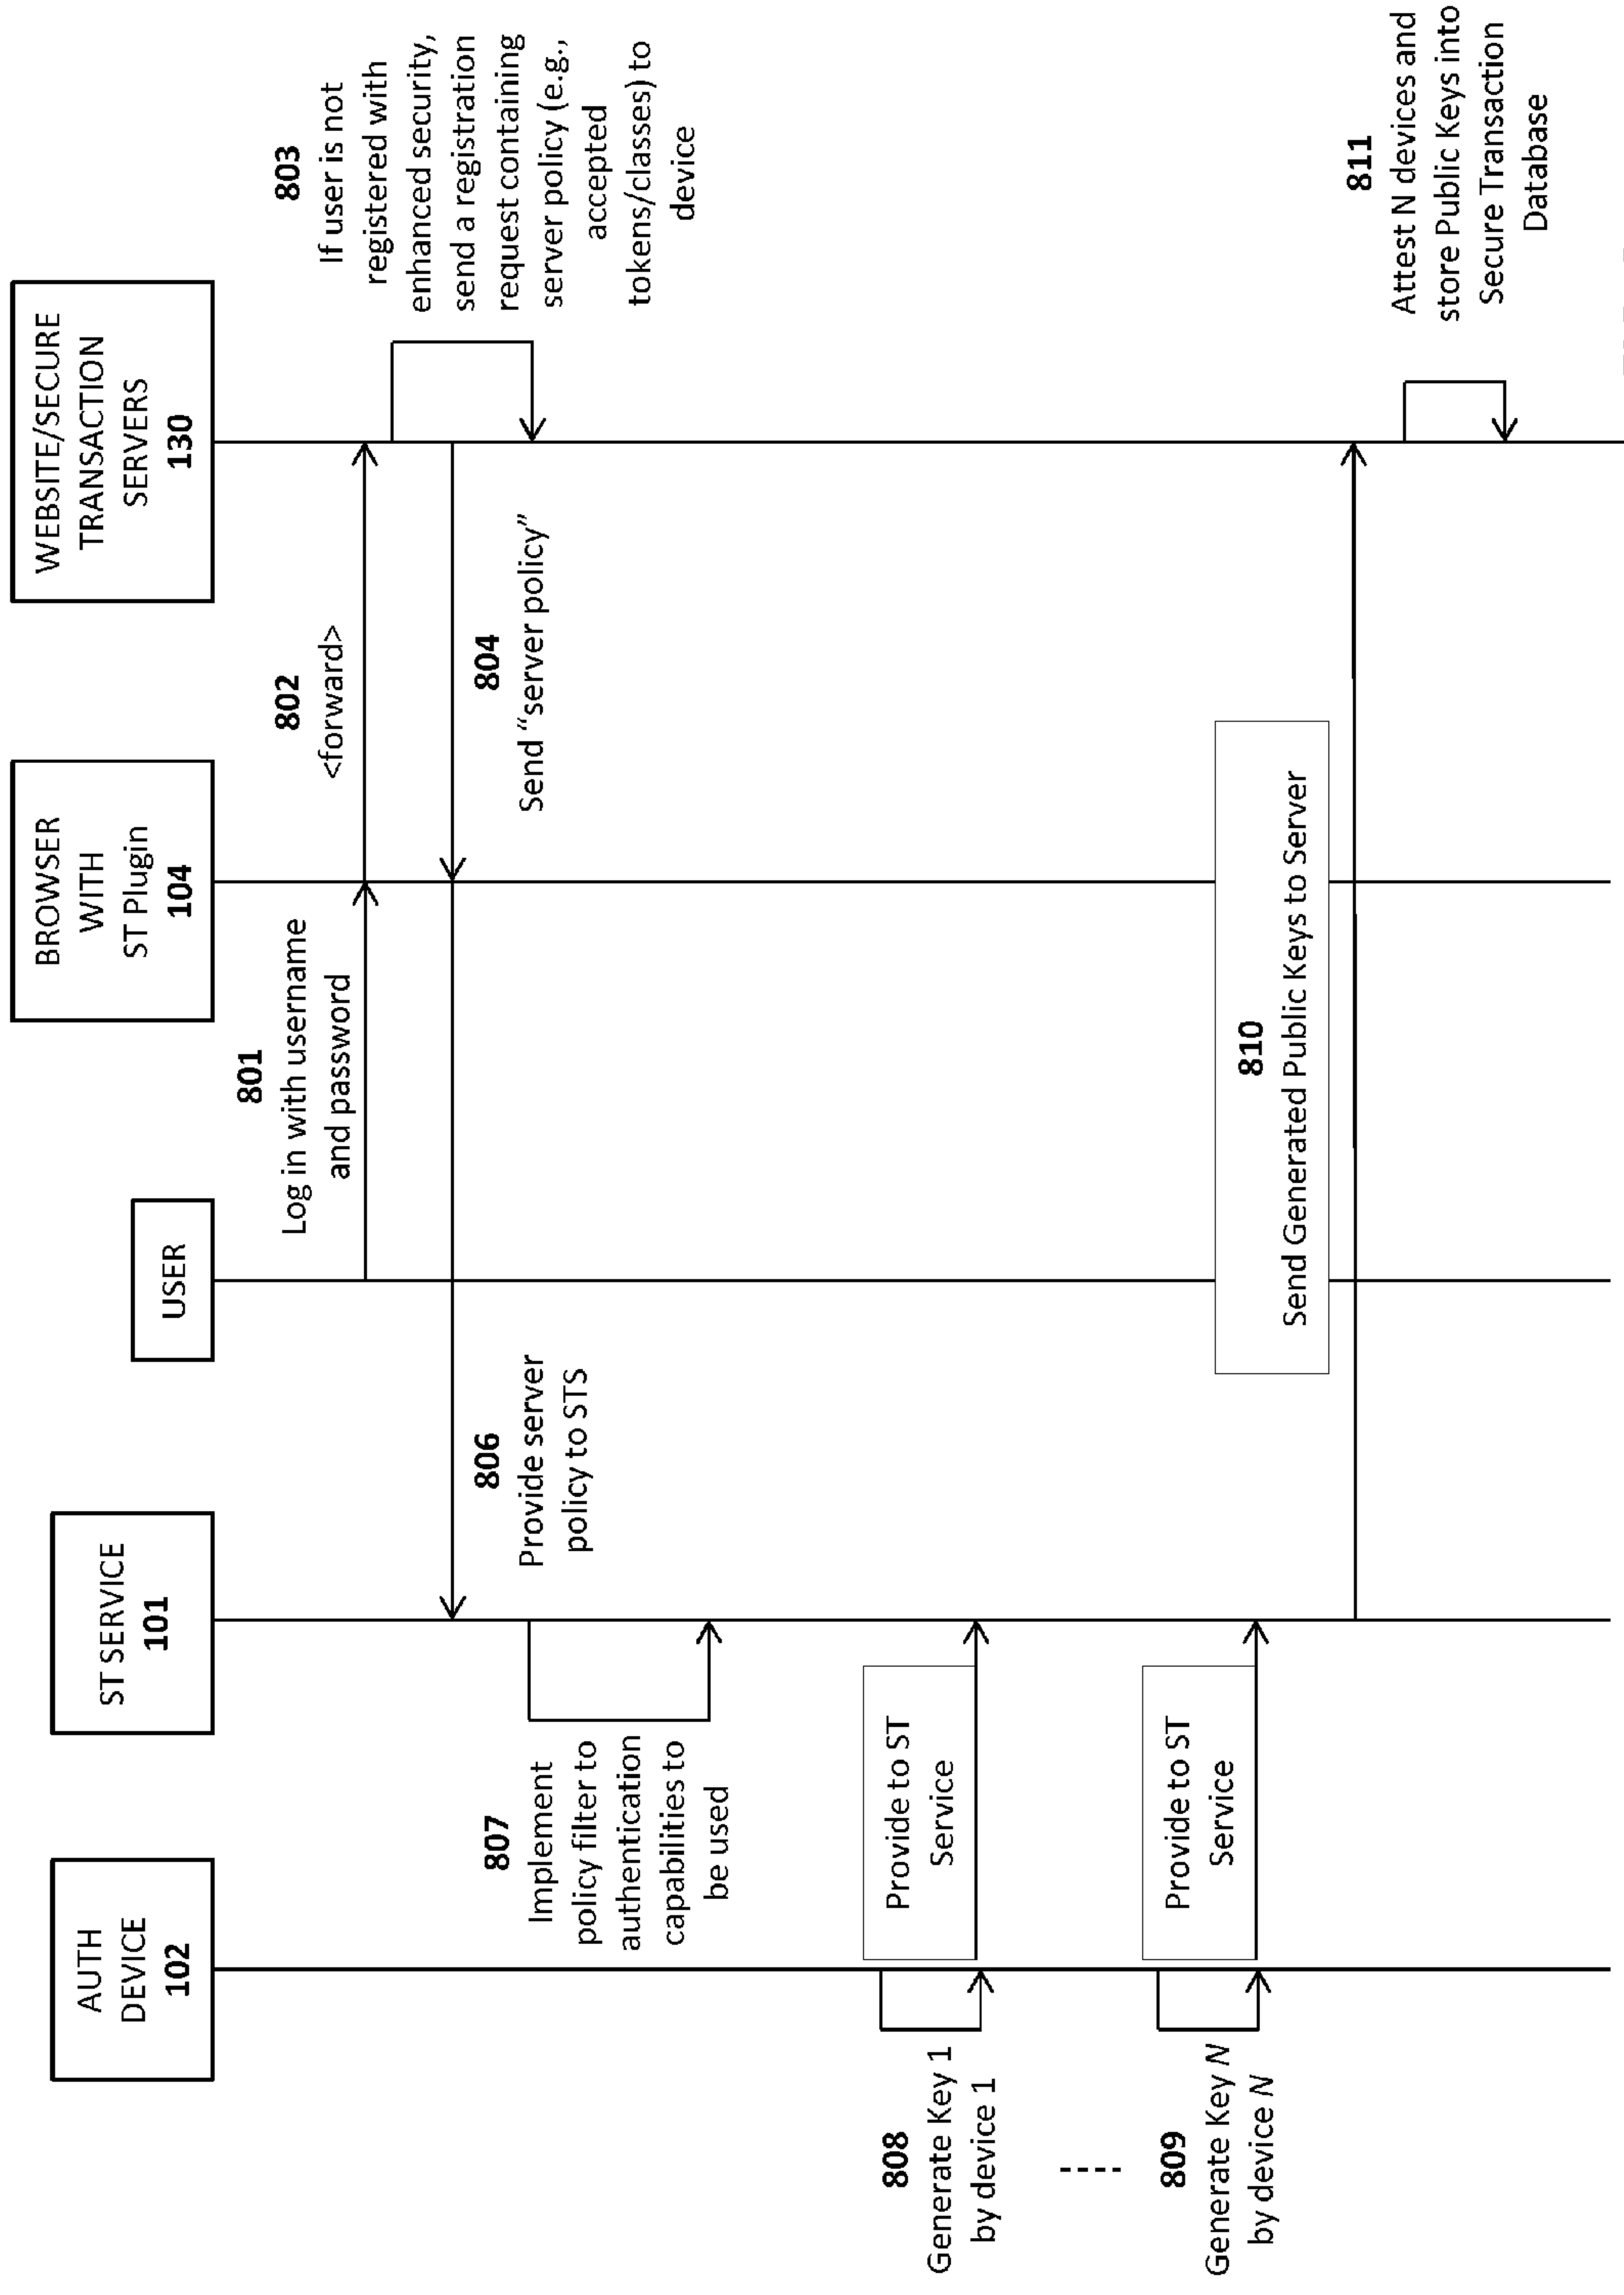 AUTH
DEVICE
102
ST SERVICE
101
USER
BROWSER
WITH
ST Plugin
104
WEBSITE/SECURE
TRANSACTION
SERVERS
130
801
Log in with username
and password
802
<forward>
803
If user is not
registered with
enhanced security,
send a registration
request containing
server policy (e.g.,
accepted
tokens/classes) to
device
804
Send “server policy”
806
Provide server
policy to STS
807
Implement
policy filter to
authentication
capabilities to
be used
808
Generate Key 1
by device 1
Provide to ST
Service
----
809
Generate Key N
by device N
Provide to ST
Service
810
Send Generated Public Keys to Server
811
Attest N devices and
store Public Keys into
Secure Transaction
Database